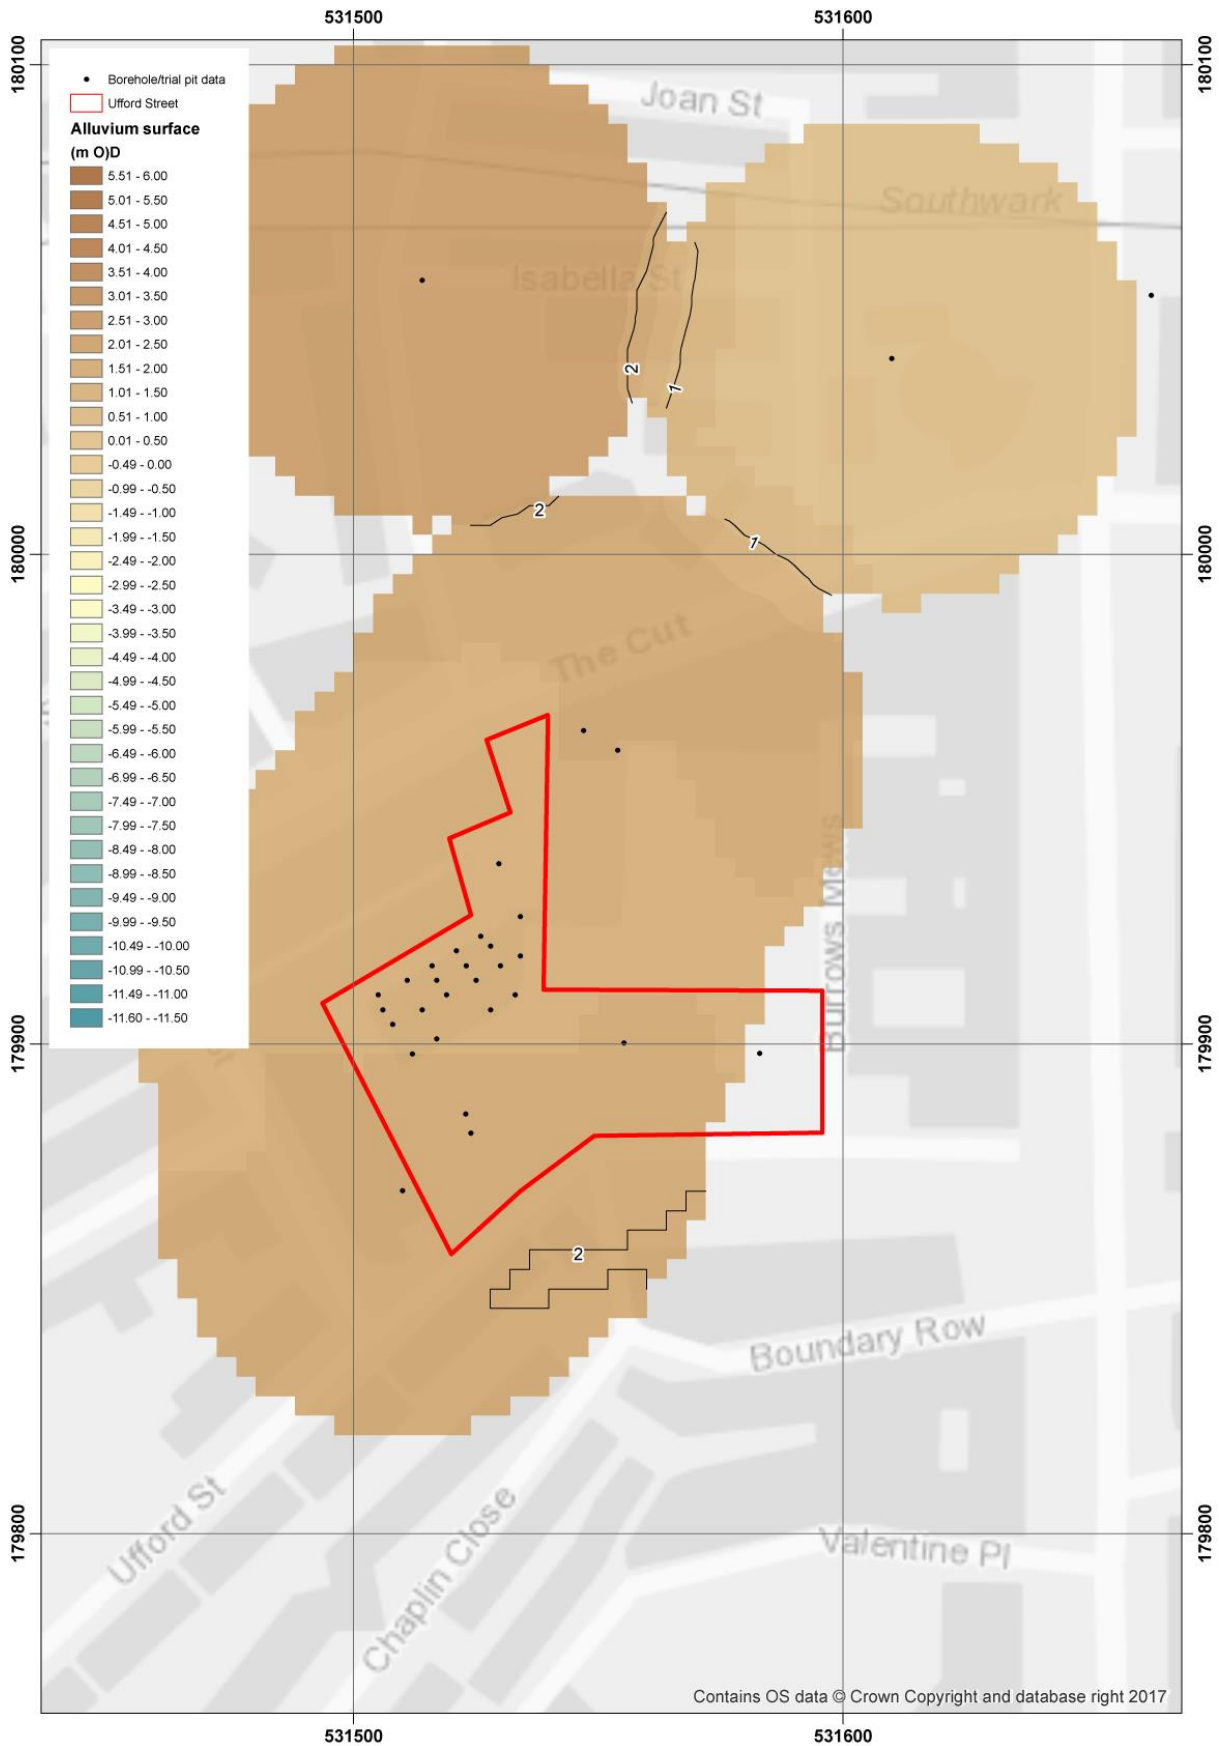 531500
531600
180100
180100
Borehole/trial pit data
Ufford Street
Alluvium surface
(m O)D
5.51 - 6.00
5.01 - 5.50
4.51 - 5.00
4.01 - 4.50
3.51 - 4.00
3.01 - 3.50
2.51 - 3.00
2.01 - 2.50
1.51 - 2.00
1.01 - 1.50
0.51 - 1.00
0.01 - 0.50
-0.49 - 0.00
-0.99 - -0.50
-1.49 - -1.00
-1.99 - -1.50
-2.49 - -2.00
-2.99 - -2.50
-3.49 - -3.00
-3.99 - -3.50
-4.49 - -4.00
-4.99 - -4.50
-5.49 - -5.00
-5.99 - -5.50
-6.49 - -6.00
-6.99 - -6.50
-7.49 - -7.00
-7.99 - -7.50
-8.49 - -8.00
-8.99 - -8.50
-9.49 - -9.00
-9.99 - -9.50
-10.49 - -10.00
-10.99 - -10.50
-11.49 - -11.00
-11.60 - -11.50
Joan St
Southwark
Isabella St
2
1
2
1
180000
180000
The Cut
Burrows Mews
179900
179900
2
Boundary Row
Ufford St
Chaplin Close
Valentine Pl
179800
179800
Contains OS data © Crown Copyright and database right 2017
531500
531600